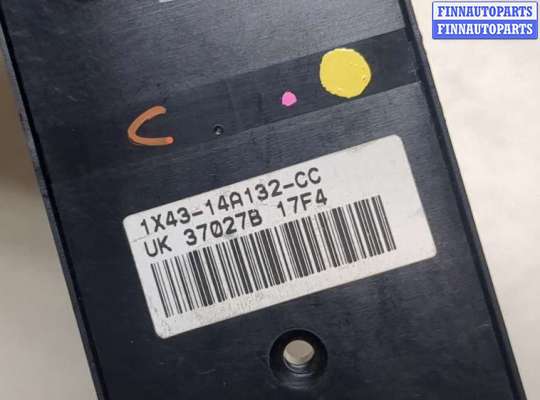 FINNAUTOPARTS
FINNAUTOPARTS
1X43-14A132-CC
UK 37027B 17F4